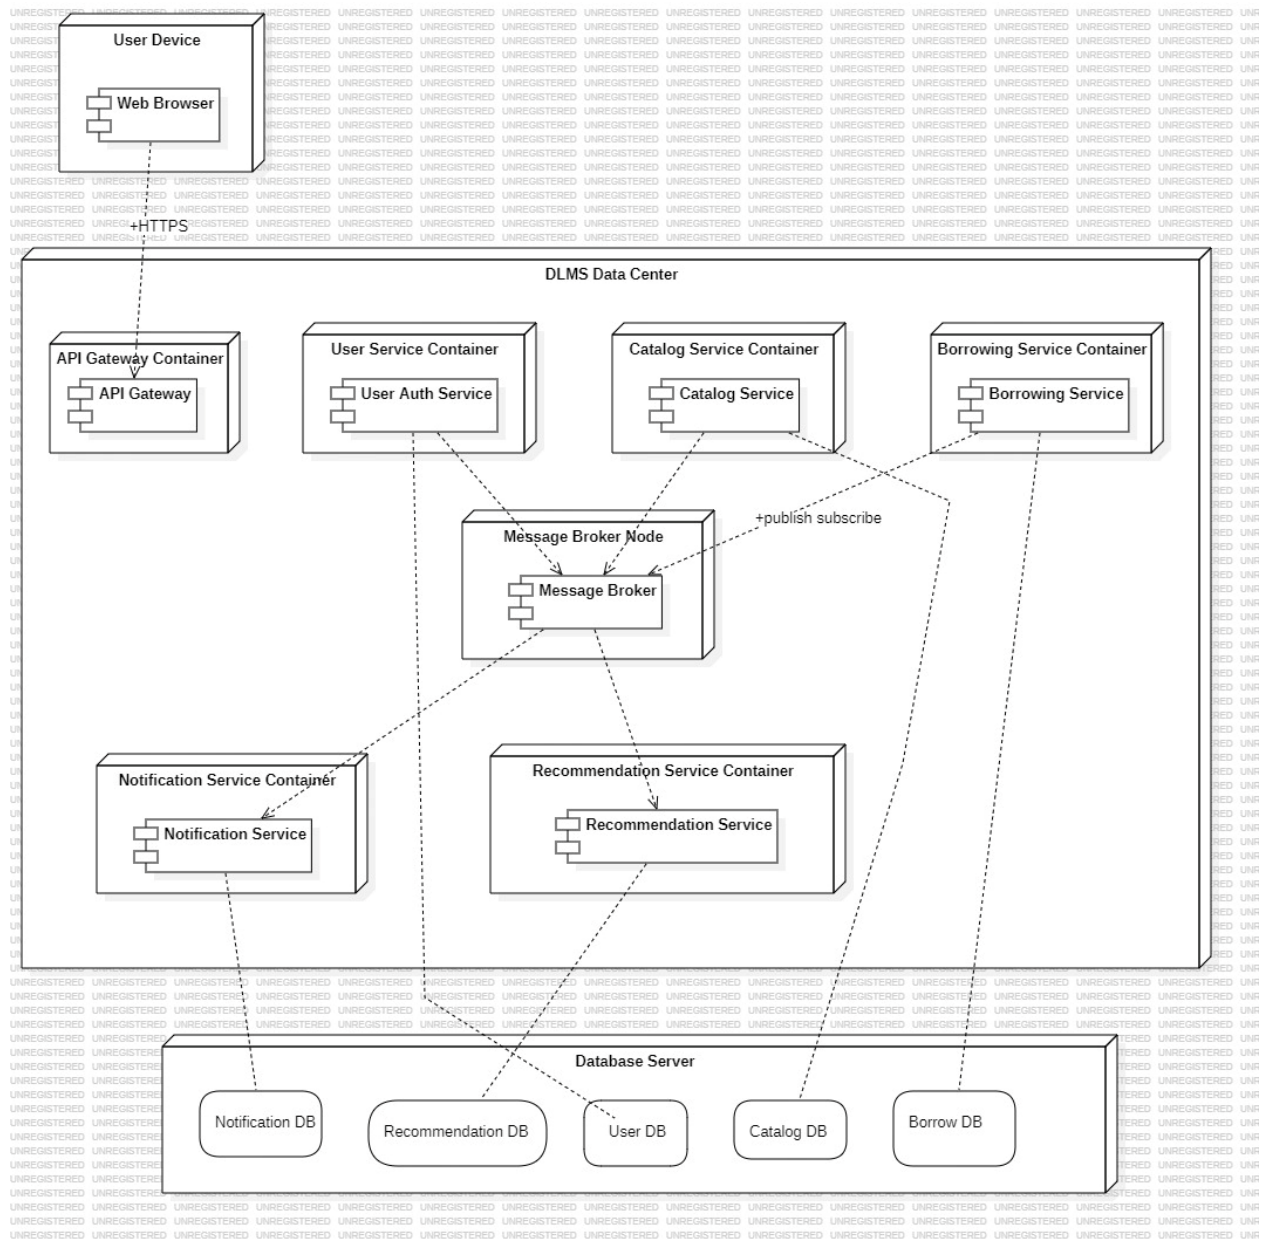 User Device
Web Browser
+HTTPS
DLMS Data Center
API Gateway Container
API Gateway
User Service Container
User Auth Service
Catalog Service Container
Catalog Service
Borrowing Service Container
Borrowing Service
+publish subscribe
Message Broker Node
Message Broker
Notification Service Container
Notification Service
Recommendation Service Container
Recommendation Service
Database Server
Notification DB
Recommendation DB
User DB
Catalog DB
Borrow DB
UNREGISTERED